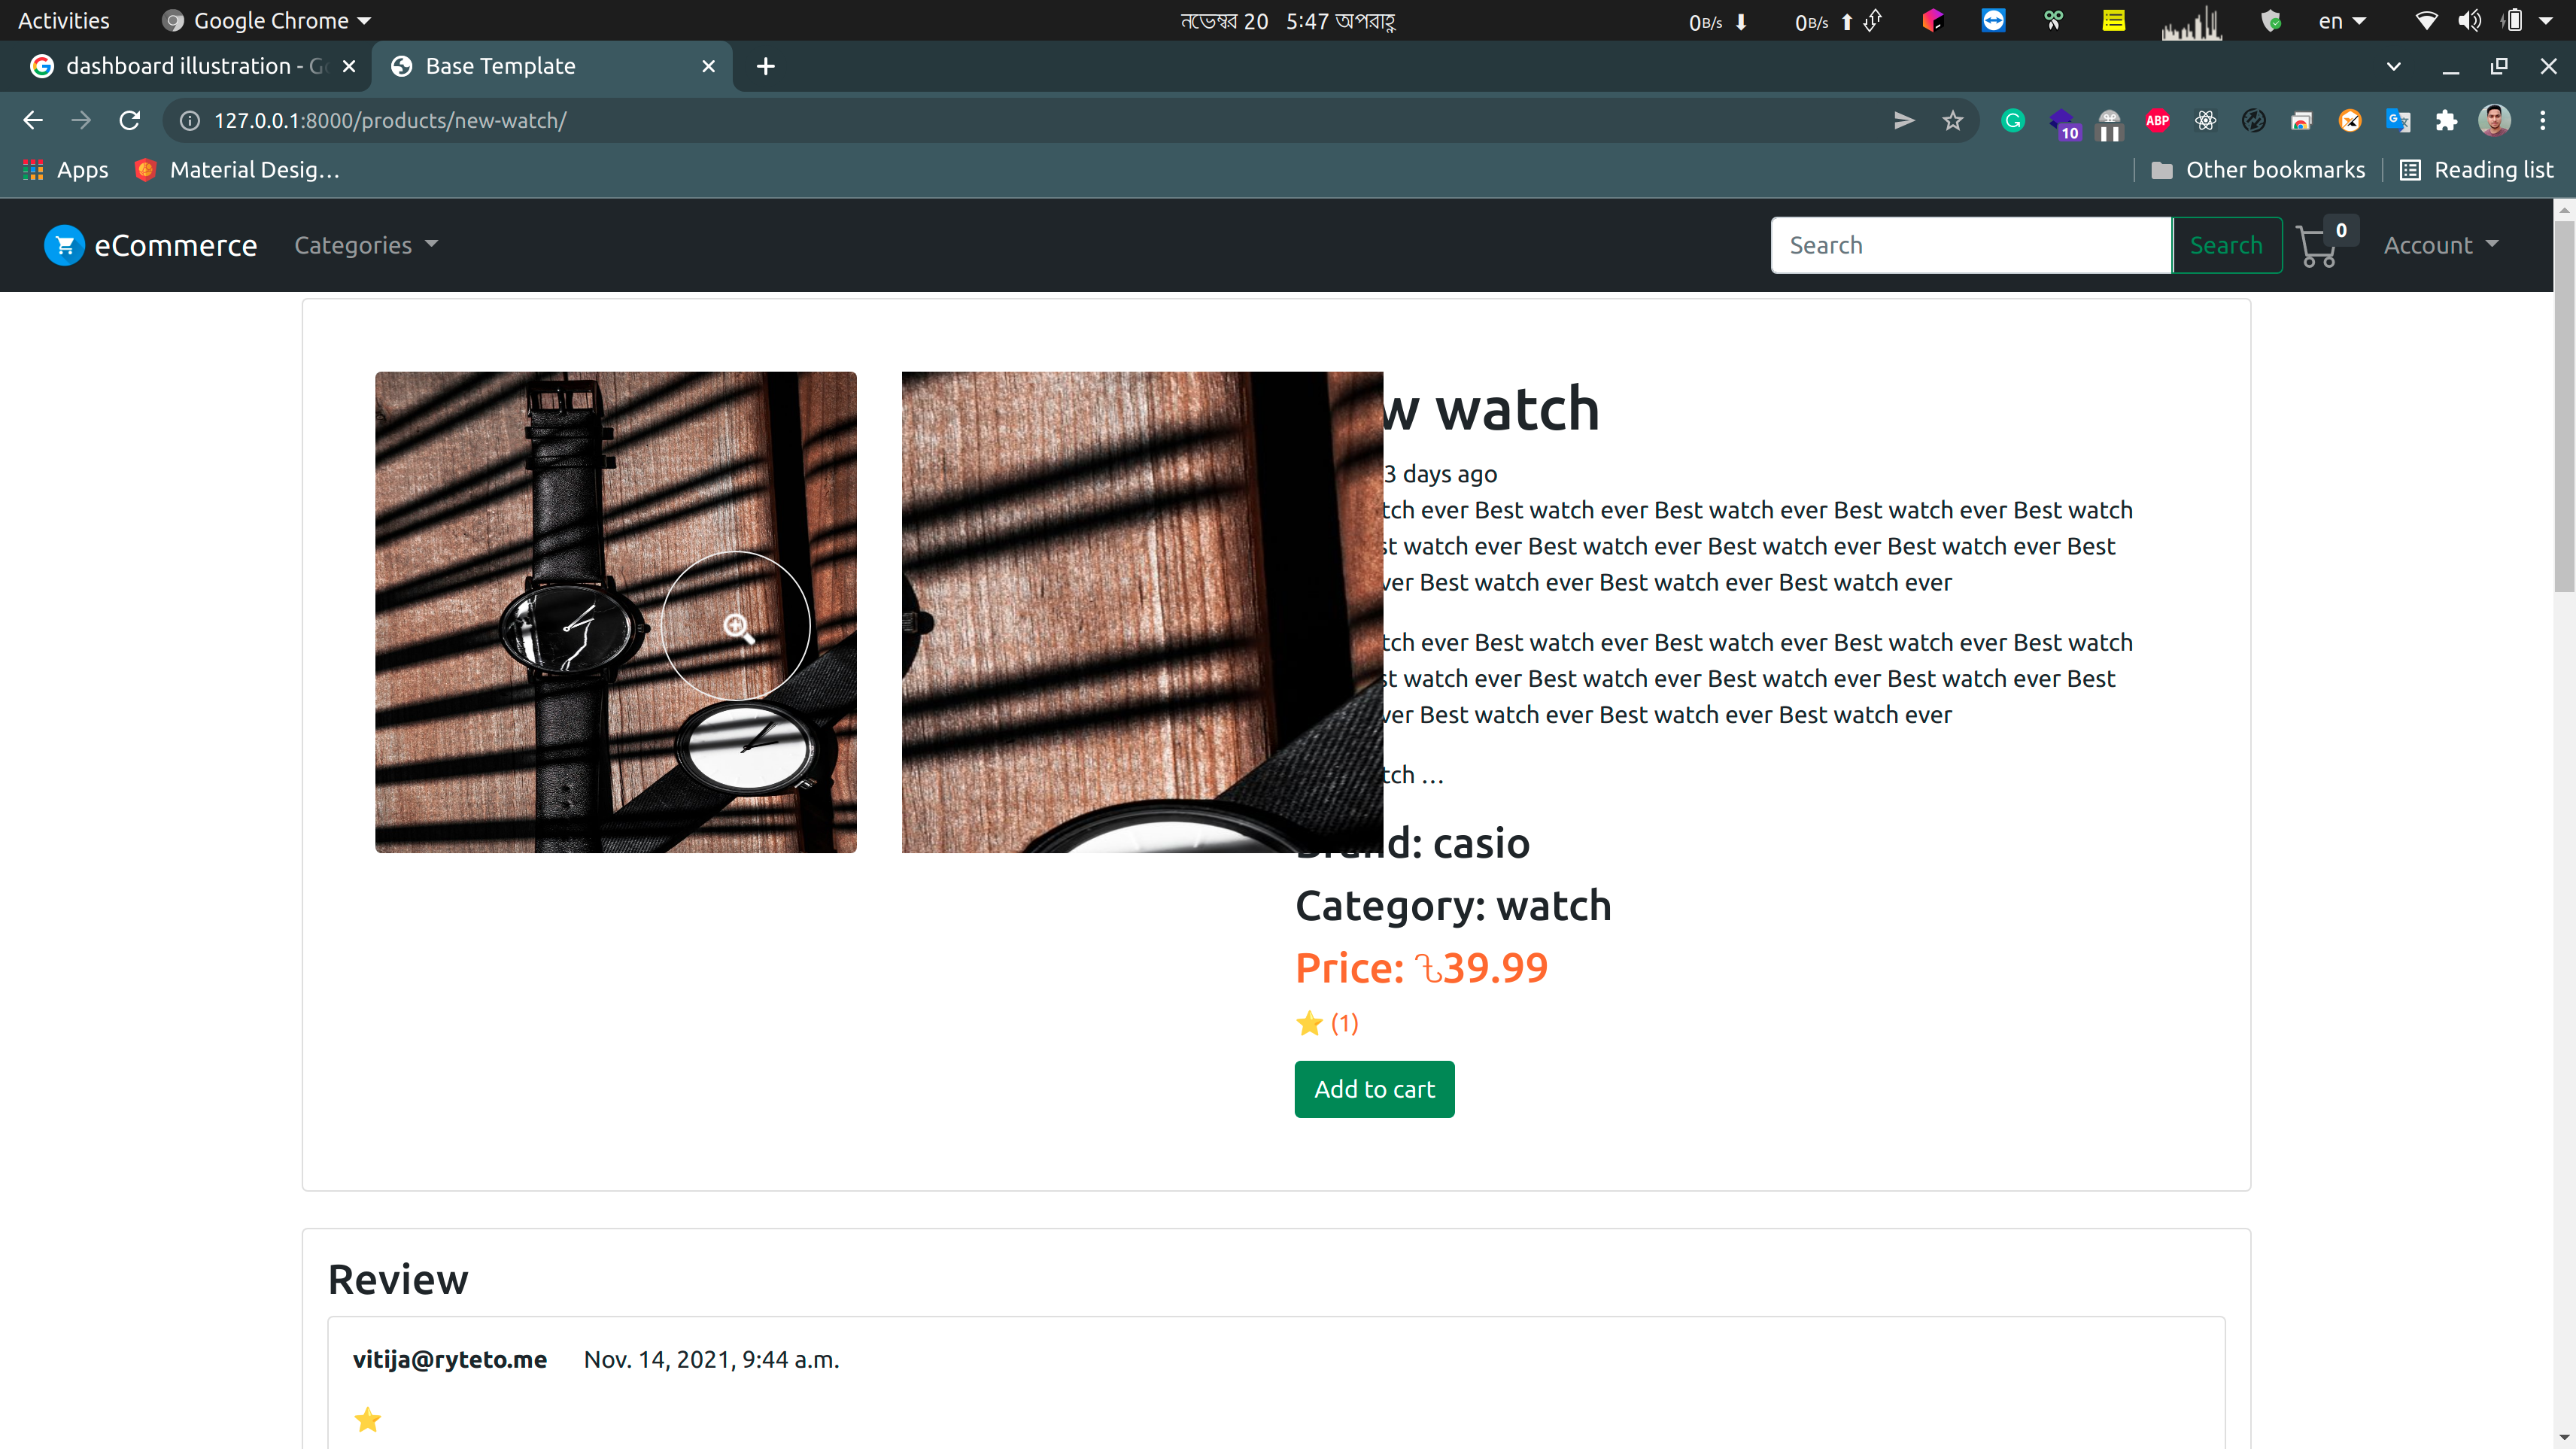 Activities Google Chrome নভেম্বর 20 5:47 অপরাহ্ণ 0B/s 0B/s en
dashboard illustration - Go Base Template
127.0.0.1:8000/products/new-watch/ 10 ABP
Apps Material Desig… Other bookmarks Reading list
eCommerce Categories Search Search 0 Account
w watch
3 days ago
tch ever Best watch ever Best watch ever Best watch ever Best watch
st watch ever Best watch ever Best watch ever Best watch ever Best
ver Best watch ever Best watch ever Best watch ever
tch ever Best watch ever Best watch ever Best watch ever Best watch
st watch ever Best watch ever Best watch ever Best watch ever Best
ver Best watch ever Best watch ever Best watch ever
tch …
Brand: casio
Category: watch
Price: ৳39.99
(1)
Add to cart
Review
vitija@ryteto.me Nov. 14, 2021, 9:44 a.m.